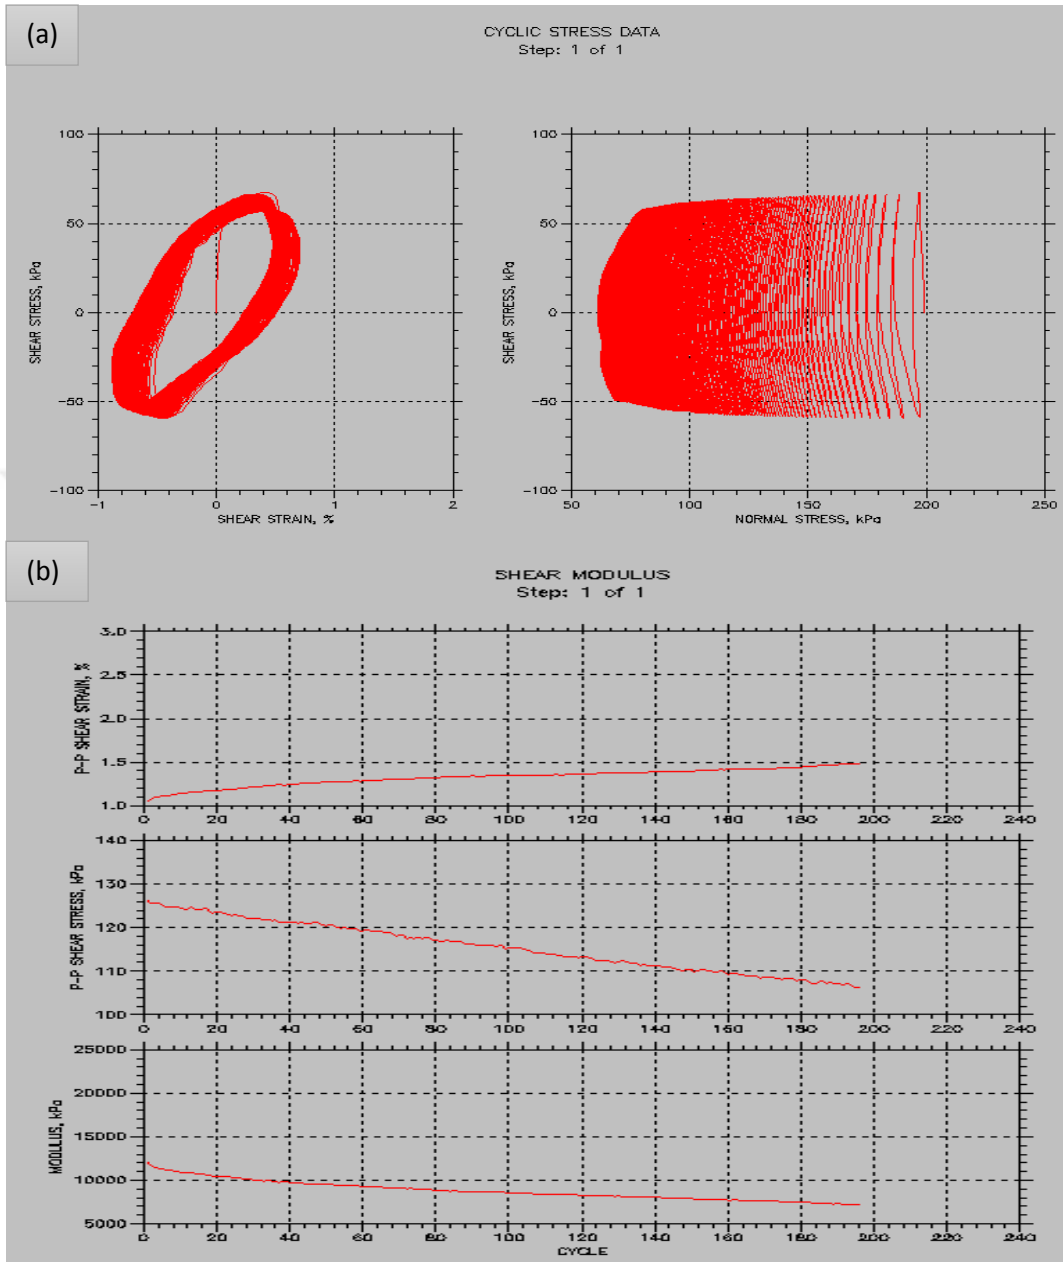 (a)
CYCLIC STRESS DATA
Step: 1 of 1
100
50
0
-50
-100
SHEAR STRESS, kPa
-1 0 1 2
SHEAR STRAIN, %
100
50
0
-50
-100
SHEAR STRESS, kPa
50 100 150 200 250
NORMAL STRESS, kPa
(b)
SHEAR MODULUS
Step: 1 of 1
3.0
2.5
2.0
1.5
1.0
P-P SHEAR STRAIN, %
0 20 40 60 80 100 120 140 160 180 200 220 240
140
130
120
110
100
P-P SHEAR STRESS, kPa
0 20 40 60 80 100 120 140 160 180 200 220 240
25000
20000
15000
10000
5000
MODULUS, kPa
0 20 40 60 80 100 120 140 160 180 200 220 240
CYCLE